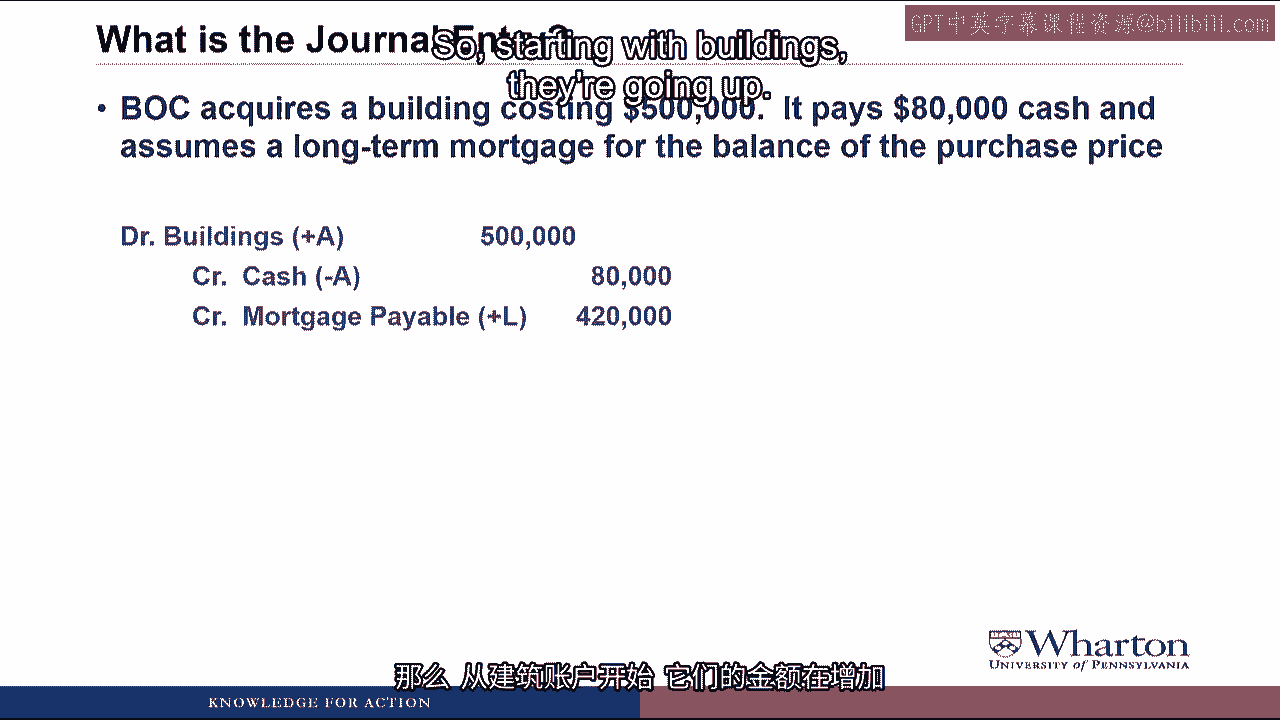 What is the Journal Entry?
GPT中英字幕课程资源@bilibili.com
So, starting with buildings,
they're going up.
• BOC acquires a building costing $500,000. It pays $80,000 cash and
assumes a long-term mortgage for the balance of the purchase price
Dr. Buildings (+A) 500,000
Cr. Cash (-A) 80,000
Cr. Mortgage Payable (+L) 420,000
Wharton
UNIVERSITY of PENNSYLVANIA
那么 从建筑账户开始 它们的金额在增加
KNOWLEDGE FOR ACTION